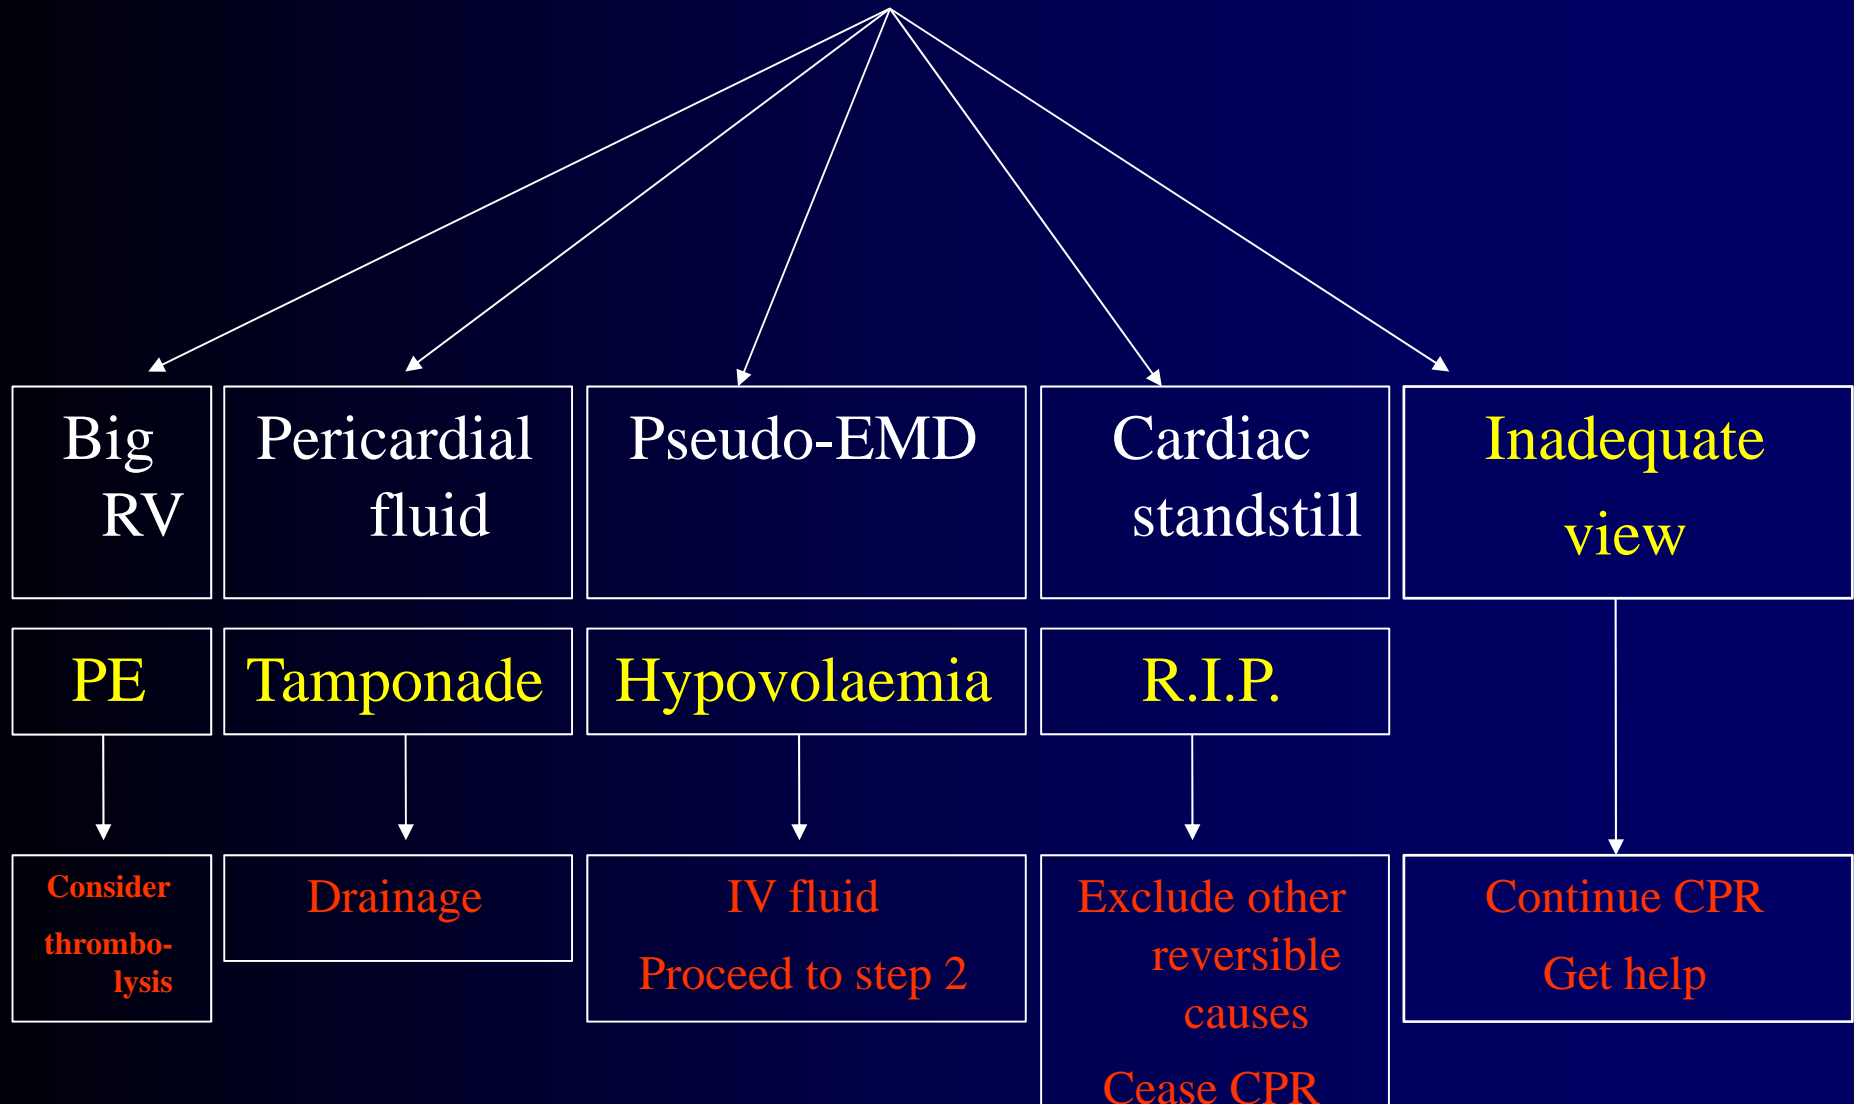 Big
RV
Pericardial
fluid
Pseudo-EMD
Cardiac
standstill
Inadequate
view
PE
Tamponade
Hypovolaemia
R.I.P.
Consider
thrombo-
lysis
Drainage
IV fluid
Proceed to step 2
Exclude other
reversible
causes
Cease CPR
Continue CPR
Get help